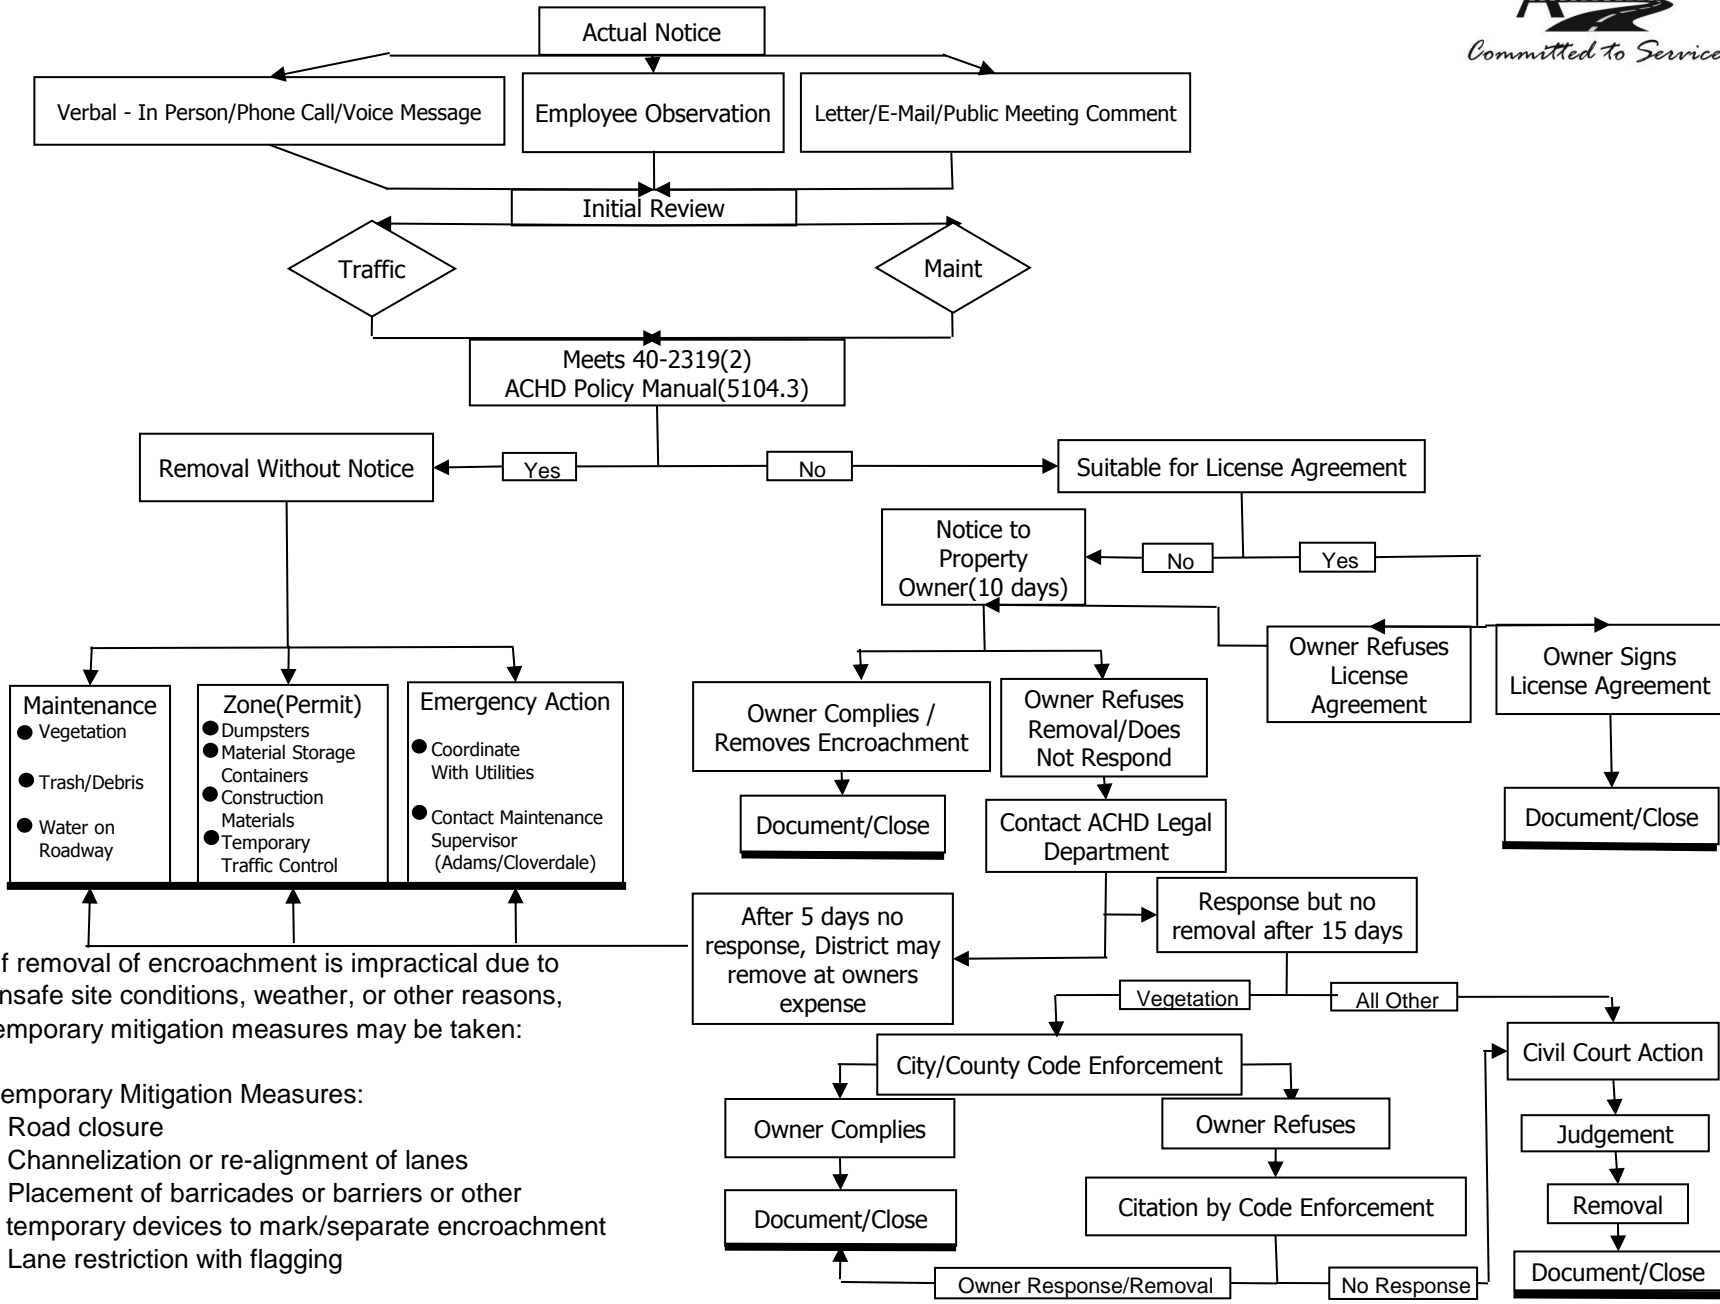 Committed to Service
Actual Notice
Verbal - In Person/Phone Call/Voice Message
Employee Observation
Letter/E-Mail/Public Meeting Comment
Initial Review
Traffic
Maint
Meets 40-2319(2)
ACHD Policy Manual(5104.3)
Removal Without Notice
Yes
No
Suitable for License Agreement
Notice to
Property
Owner(10 days)
No
Yes
Owner Refuses
License
Agreement
Owner Signs
License Agreement
Maintenance
● Vegetation
● Trash/Debris
● Water on
Roadway
Zone(Permit)
● Dumpsters
● Material Storage
Containers
● Construction
Materials
● Temporary
Traffic Control
Emergency Action
● Coordinate
With Utilities
● Contact Maintenance
Supervisor
(Adams/Cloverdale)
Owner Complies /
Removes Encroachment
Owner Refuses
Removal/Does
Not Respond
Document/Close
Contact ACHD Legal
Department
Document/Close
After 5 days no
response, District may
remove at owners
expense
Response but no
removal after 15 days
f removal of encroachment is impractical due to
nsafe site conditions, weather, or other reasons,
emporary mitigation measures may be taken:
emporary Mitigation Measures:
Road closure
Channelization or re-alignment of lanes
Placement of barricades or barriers or other
temporary devices to mark/separate encroachment
Lane restriction with flagging
Vegetation
All Other
City/County Code Enforcement
Civil Court Action
Owner Complies
Owner Refuses
Judgement
Document/Close
Citation by Code Enforcement
Removal
Owner Response/Removal
No Response
Document/Close